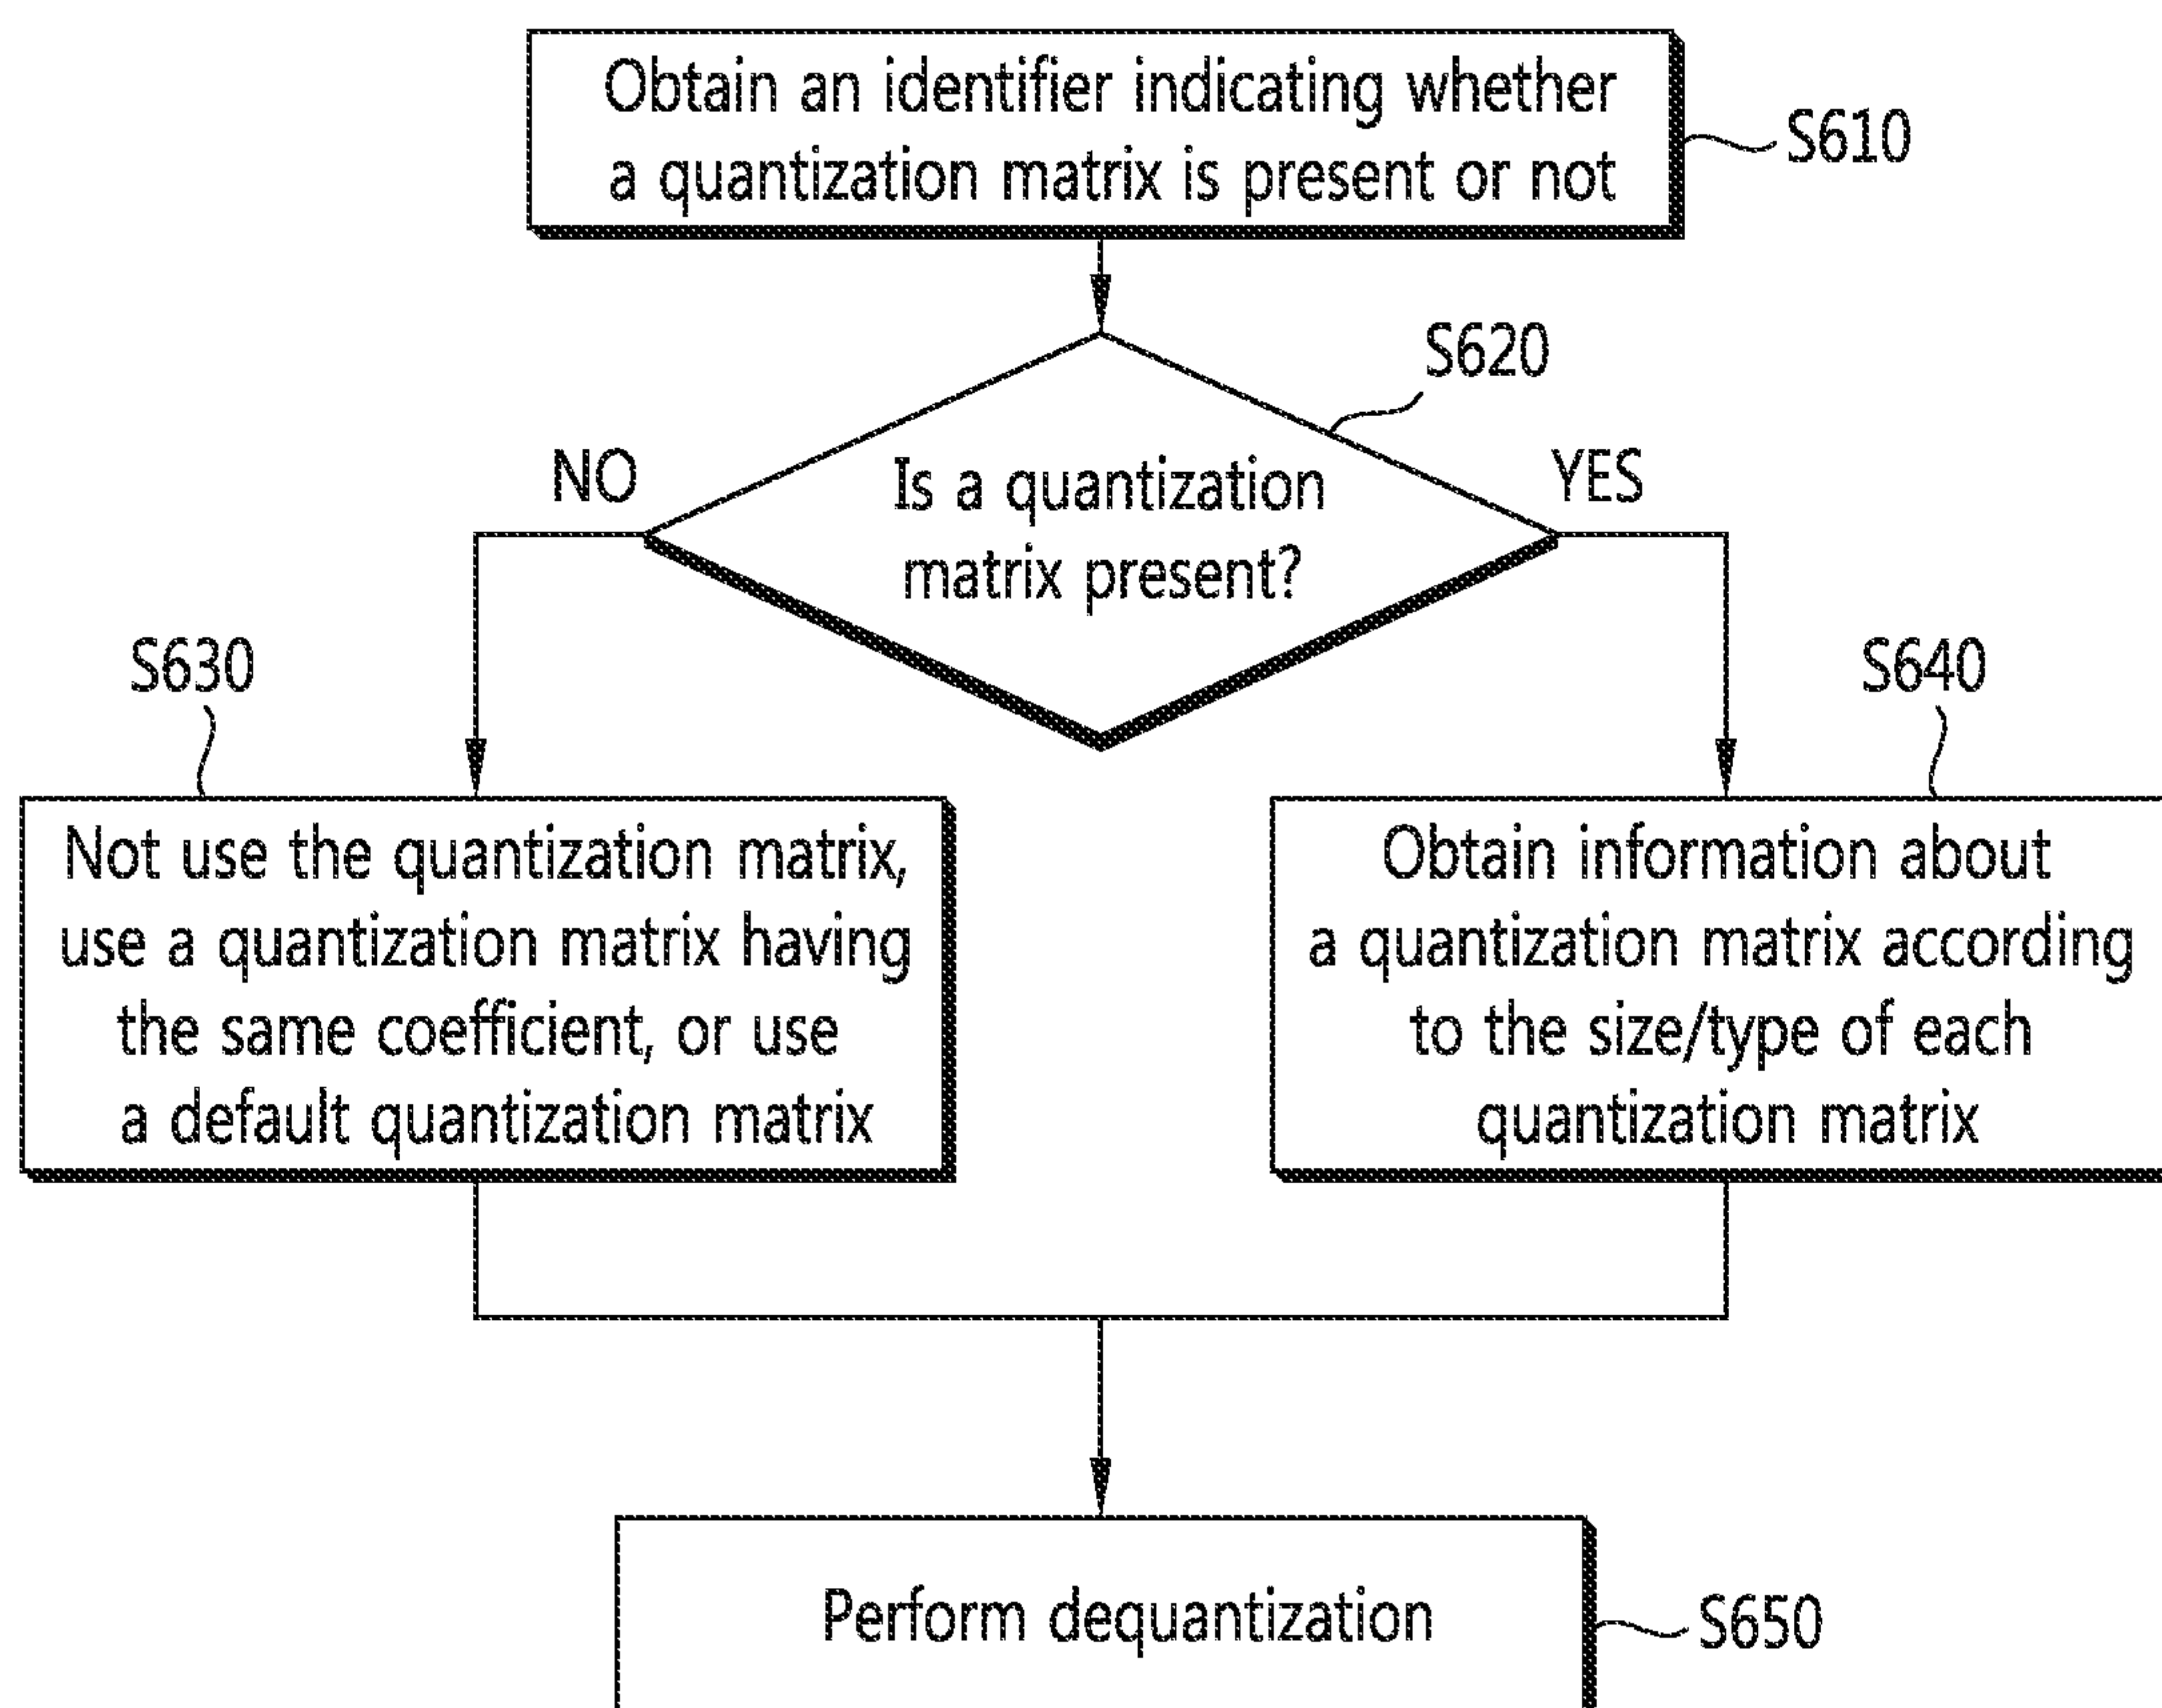 Obtain an identifier indicating whether
a quantization matrix is present or not
S610
S620
NO
Is a quantization
matrix present?
YES
S630
S640
Not use the quantization matrix,
use a quantization matrix having
the same coefficient, or use
a default quantization matrix
Obtain information about
a quantization matrix according
to the size/type of each
quantization matrix
Perform dequantization
S650